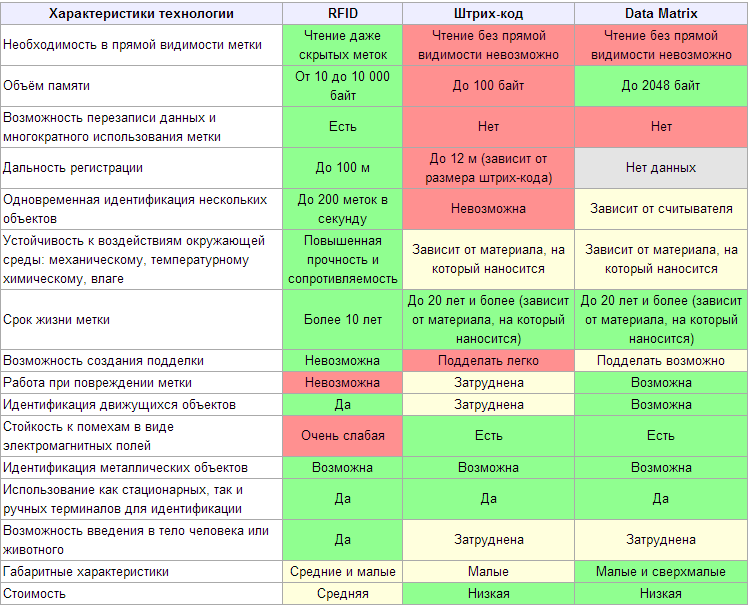 Характеристики технологии RFID Штрих-код Data Matrix
Необходимость в прямой видимости метки
Чтение даже
скрытых меток
Чтение без прямой
видимости невозможно
Чтение без прямой
видимости невозможно
Объём памяти
От 10 до 10 000
байт
До 100 байт
До 2048 байт
Возможность перезаписи данных и
многократного использования метки
Есть
Нет
Нет
Дальность регистрации
До 100 м
До 12 м (зависит от
размера штрих-кода)
Нет данных
Одновременная идентификация нескольких
объектов
До 200 меток в
секунду
Невозможна
Зависит от считывателя
Устойчивость к воздействиям окружающей
среды: механическому, температурному
химическому, влаге
Повышенная
прочность и
сопротивляемость
Зависит от материала, на
который наносится
Зависит от материала, на
который наносится
Срок жизни метки
Более 10 лет
До 20 лет и более (зависит
от материала, на который
наносится)
До 20 лет и более (зависит
от материала, на который
наносится)
Возможность создания подделки
Невозможна
Подделать легко
Подделать возможно
Работа при повреждении метки
Невозможна
Затруднена
Возможна
Идентификация движущихся объектов
Да
Затруднена
Возможна
Стойкость к помехам в виде
электромагнитных полей
Очень слабая
Есть
Есть
Идентификация металлических объектов
Возможна
Возможна
Возможна
Использование как стационарных, так и
ручных терминалов для идентификации
Да
Да
Да
Возможность введения в тело человека или
животного
Да
Затруднена
Затруднена
Габаритные характеристики
Средние и малые
Малые
Малые и сверхмалые
Стоимость
Средняя
Низкая
Низкая